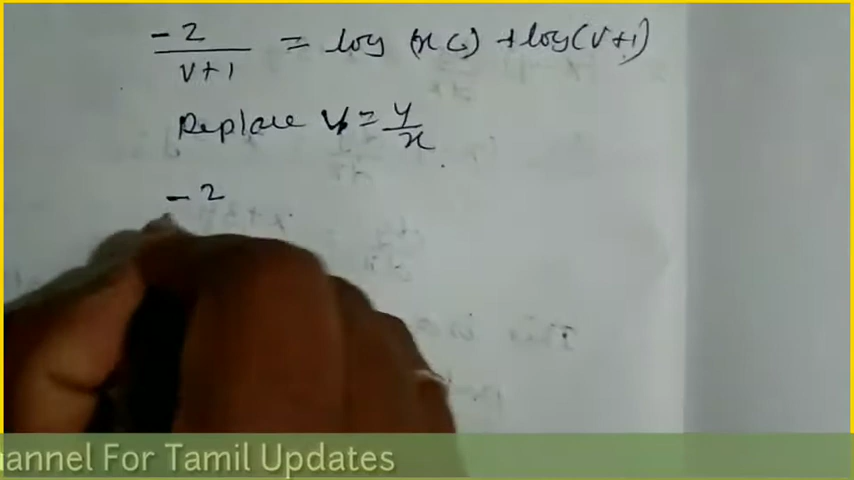 -2/(v+1) = log (xc) + log(v+1)
Replace v = y/x
-2
annel For Tamil Updates